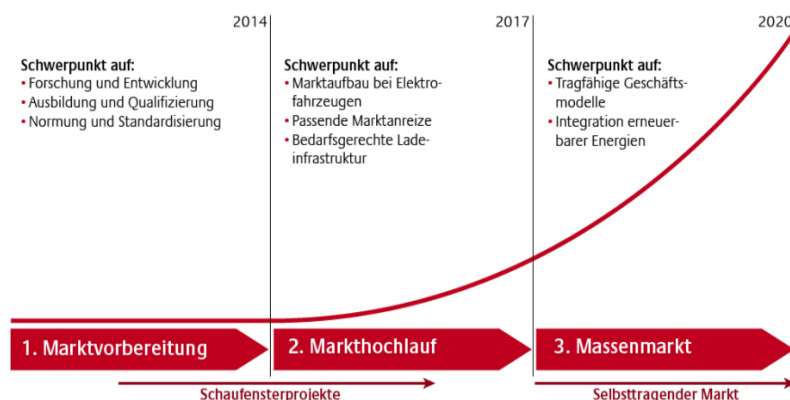 2014
2017
2020
Schwerpunkt auf:
• Forschung und Entwicklung
• Ausbildung und Qualifizierung
• Normung und Standardisierung
Schwerpunkt auf:
• Marktaufbau bei Elektro-
fahrzeugen
• Passende Marktanreize
• Bedarfsgerechte Lade-
infrastruktur
Schwerpunkt auf:
• Tragfähige Geschäfts-
modelle
• Integration erneuer-
barer Energien
1. Marktvorbereitung
2. Markthochlauf
3. Massenmarkt
Schaufensterprojekte
Selbsttragender Markt